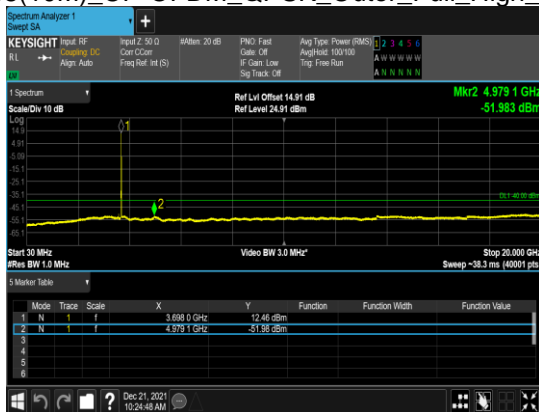 Spectrum Analyzer 1
Swept SA
KEYSIGHT
RL
Input: RF
Coupling: DC
Align: Auto
Input Z: 50 Ω
Corr CCorr
Freq Ref: Int (S)
#Atten: 20 dB
PNO: Fast
Gate: Off
IF Gain: Low
Sig Track: Off
Avg Type: Power (RMS)
Avg|Hold: 100/100
Trig: Free Run
1 2 3 4 5 6
A W W W W W
A N N N N N
1 Spectrum
Scale/Div 10 dB
Ref Lvl Offset 14.91 dB
Ref Level 24.91 dBm
Mkr2 4.979 1 GHz
-51.983 dBm
Log
14.9
4.91
-5.09
-15.1
-25.1
-35.1
-45.1
-55.1
-65.1
1
2
DL1 -40.00 dBm
Start 30 MHz
#Res BW 1.0 MHz
Video BW 3.0 MHz*
Stop 20.000 GHz
Sweep ~38.3 ms (40001 pts)
5 Marker Table
Mode Trace Scale X Y Function Function Width Function Value
1 N 1 f 3.698 0 GHz 12.46 dBm
2 N 1 f 4.979 1 GHz -51.98 dBm
3
4
5
6
?
Dec 21, 2021
10:24:48 AM